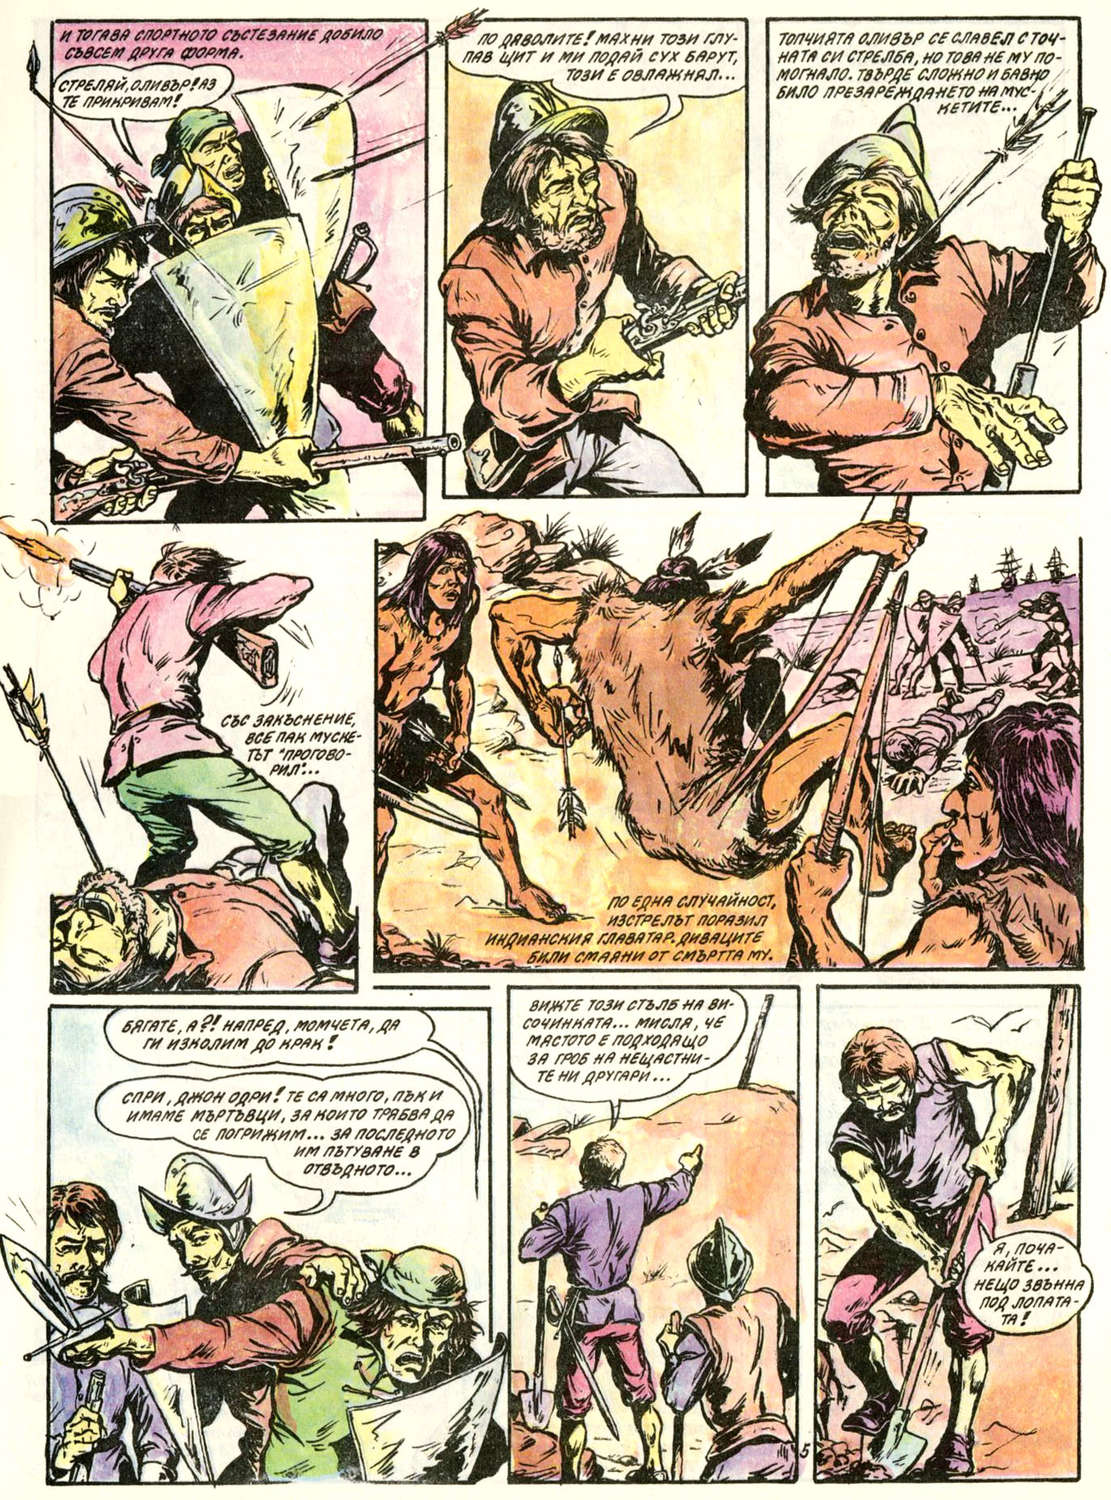 И ТОГАВА СПОРТНОТО СЪСТЕЗАНИЕ ДОБИЛО
СЪВСЕМ ДРУГА ФОРМА.
СТРЕЛЯЙ, ОЛИВЪР! АЗ
ТЕ ПРИКРИВАМ!
ПО ДЯВОЛИТЕ! МАХНИ ТОЗИ ГЛУ-
ПАВ ЩИТ И МИ ПОДАЙ СУХ БАРУТ,
ТОЗИ Е ОВЛАЖНЯЛ...
ТОПЧИЯТА ОЛИВЪР СЕ СЛАВЕЛ С ТОЧ-
НАТА СИ СТРЕЛБА, НО ТОВА НЕ МУ ПО-
МОГНАЛО. ТВЪРДЕ СЛОЖНО И БАВНО
БИЛО ПРЕЗАРЕЖДАНЕТО НА МУС-
КЕТИТЕ...
СЪС ЗАКЪСНЕНИЕ,
ВСЕ ПАК МУСКЕ-
ТЪТ "ПРОГОВО-
РИЛ"...
ПО ЕДНА СЛУЧАЙНОСТ,
ИЗСТРЕЛЪТ ПОРАЗИЛ
ИНДИАНСКИЯ ГЛАВАТАР. ДИВАЦИТЕ
БИЛИ СМАЯНИ ОТ СМЪРТТА МУ.
БЯГАТЕ, А?! НАПРЕД, МОМЧЕТА, ДА
ГИ ИЗКОЛИМ ДО КРАК!
СПРИ, ДЖОН ОДРИ! ТЕ СА МНОГО, ПЪК И
ИМАМЕ МЪРТЪВЦИ, ЗА КОИТО ТРЯБВА ДА
СЕ ПОГРИЖИМ... ЗА ПОСЛЕДНОТО
ИМ ПЪТУВАНЕ В
ОТВЪДНОТО...
ВИЖТЕ ТОЗИ СТЪЛБ НА ВИ-
СОЧИНКАТА... МИСЛЯ, ЧЕ
МЯСТОТО Е ПОДХОДЯЩО
ЗА ГРОБ НА НЕЩАСТНИ-
ТЕ НИ ДРУГАРИ...
Я, ПОЧА-
КАЙТЕ...
НЕЩО ЗВЪННА
ПОД ЛОПАТА-
ТА!
5